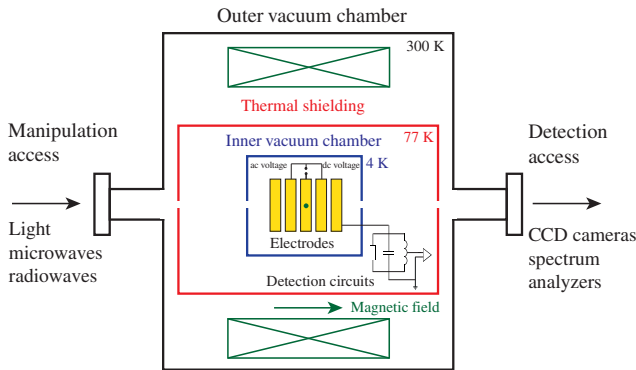 Outer vacuum chamber
300 K
Thermal shielding
Manipulation
access
Inner vacuum chamber
77 K
Detection
access
ac voltage
dc voltage
4 K
Light
microwaves
radiowaves
Electrodes
CCD cameras
spectrum
analyzers
Detection circuits
Magnetic field